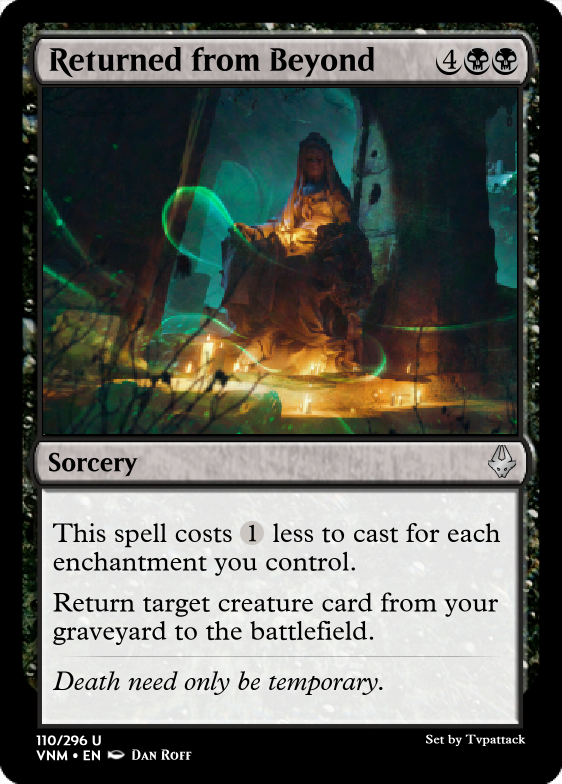 Returned from Beyond 4
Sorcery
This spell costs 1 less to cast for each
enchantment you control.
Return target creature card from your
graveyard to the battlefield.
Death need only be temporary.
110/296 U
Set by Tvpattack
VNM • EN DAN ROFF